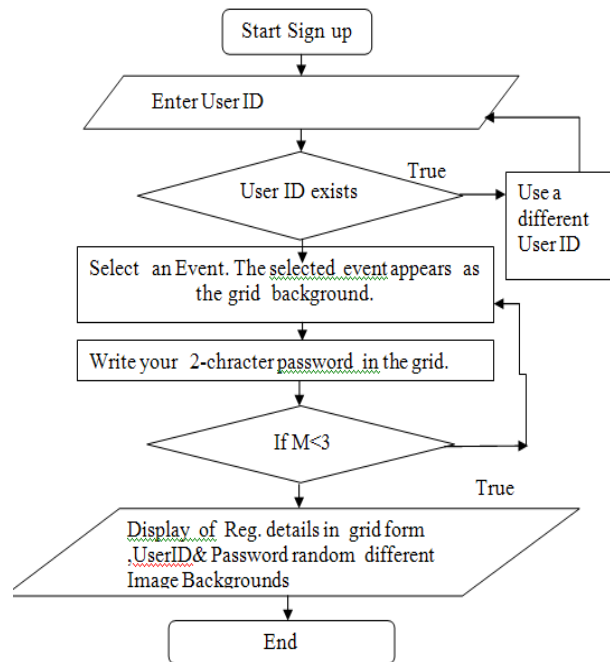 Start Sign up
Enter User ID
True
User ID exists
Use a
different
User ID
Select an Event. The selected event appears as
the grid background.
Write your 2-chracter password in the grid.
If M<3
True
Display of Reg. details in grid form
,UserID& Password random different
Image Backgrounds
End